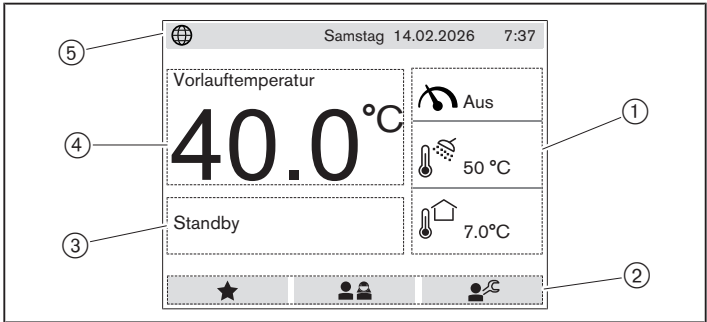 5
Samstag 14.02.2026 7:37
Vorlauftemperatur
40.0°C
Aus
1
4
50 °C
Standby
3
7.0°C
2